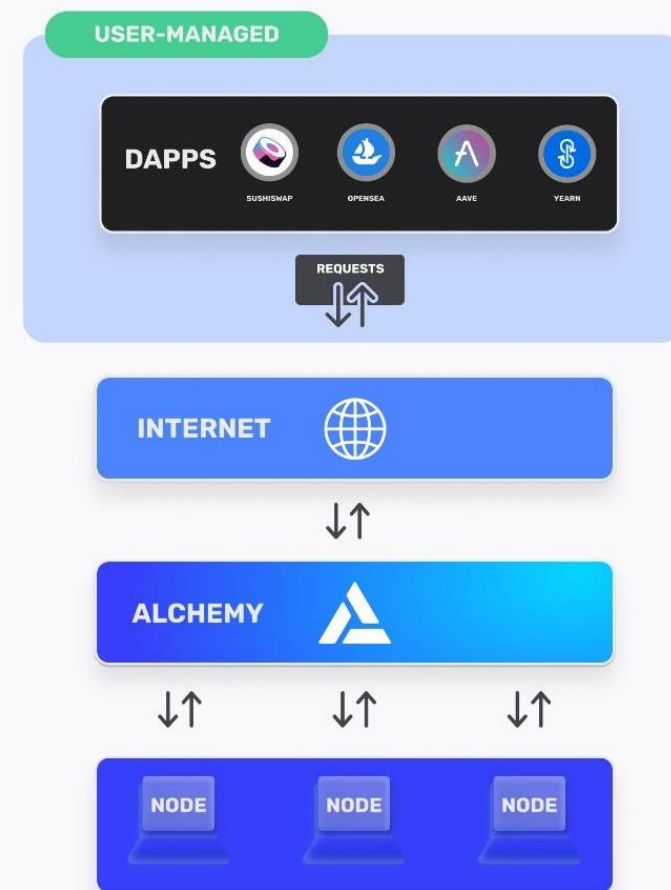 USER-MANAGED
DAPPS
SUSHISWAP OPENSEA AAVE YEARN
REQUESTS
INTERNET
ALCHEMY
NODE NODE NODE